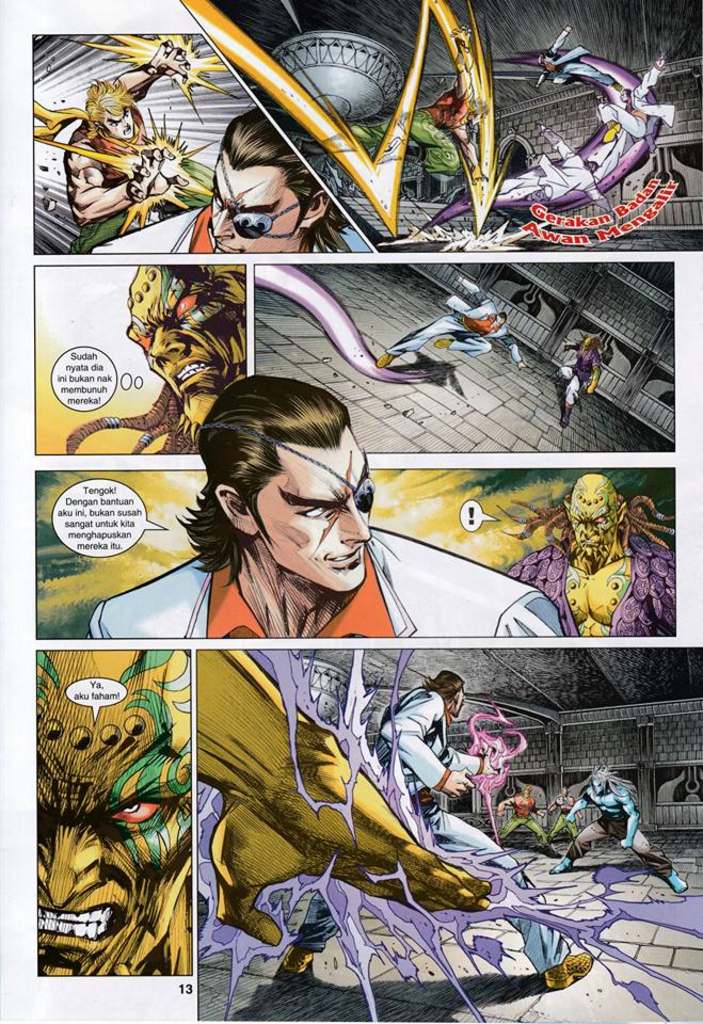 Gerakan Badan
Awan Mengalir
Sudah
nyata dia
ini bukan nak
membunuh
mereka!
Tengok!
Dengan bantuan
aku ini, bukan susah
sangat untuk kita
menghapuskan
mereka itu.
!
Ya,
aku faham!
13